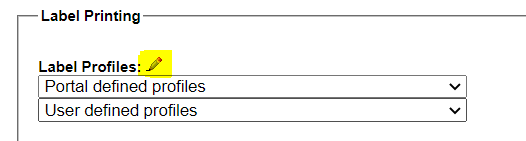 Label Printing
Label Profiles:
Portal defined profiles
User defined profiles